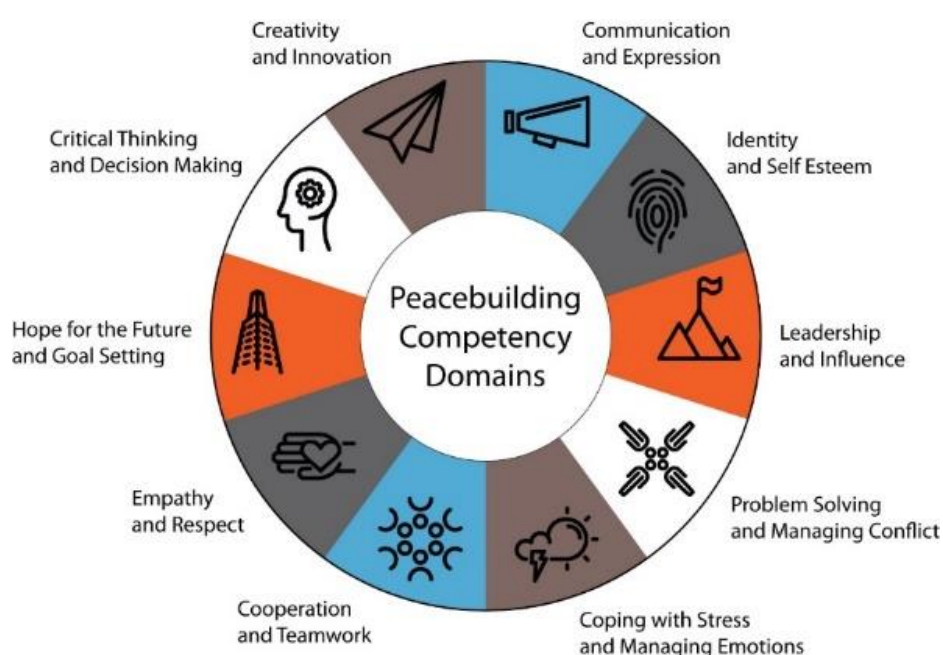 Creativity
and Innovation
Communication
and Expression
Critical Thinking
and Decision Making
Identity
and Self Esteem
Peacebuilding
Competency
Domains
Hope for the Future
and Goal Setting
Leadership
and Influence
Empathy
and Respect
Problem Solving
and Managing Conflict
Cooperation
and Teamwork
Coping with Stress
and Managing Emotions